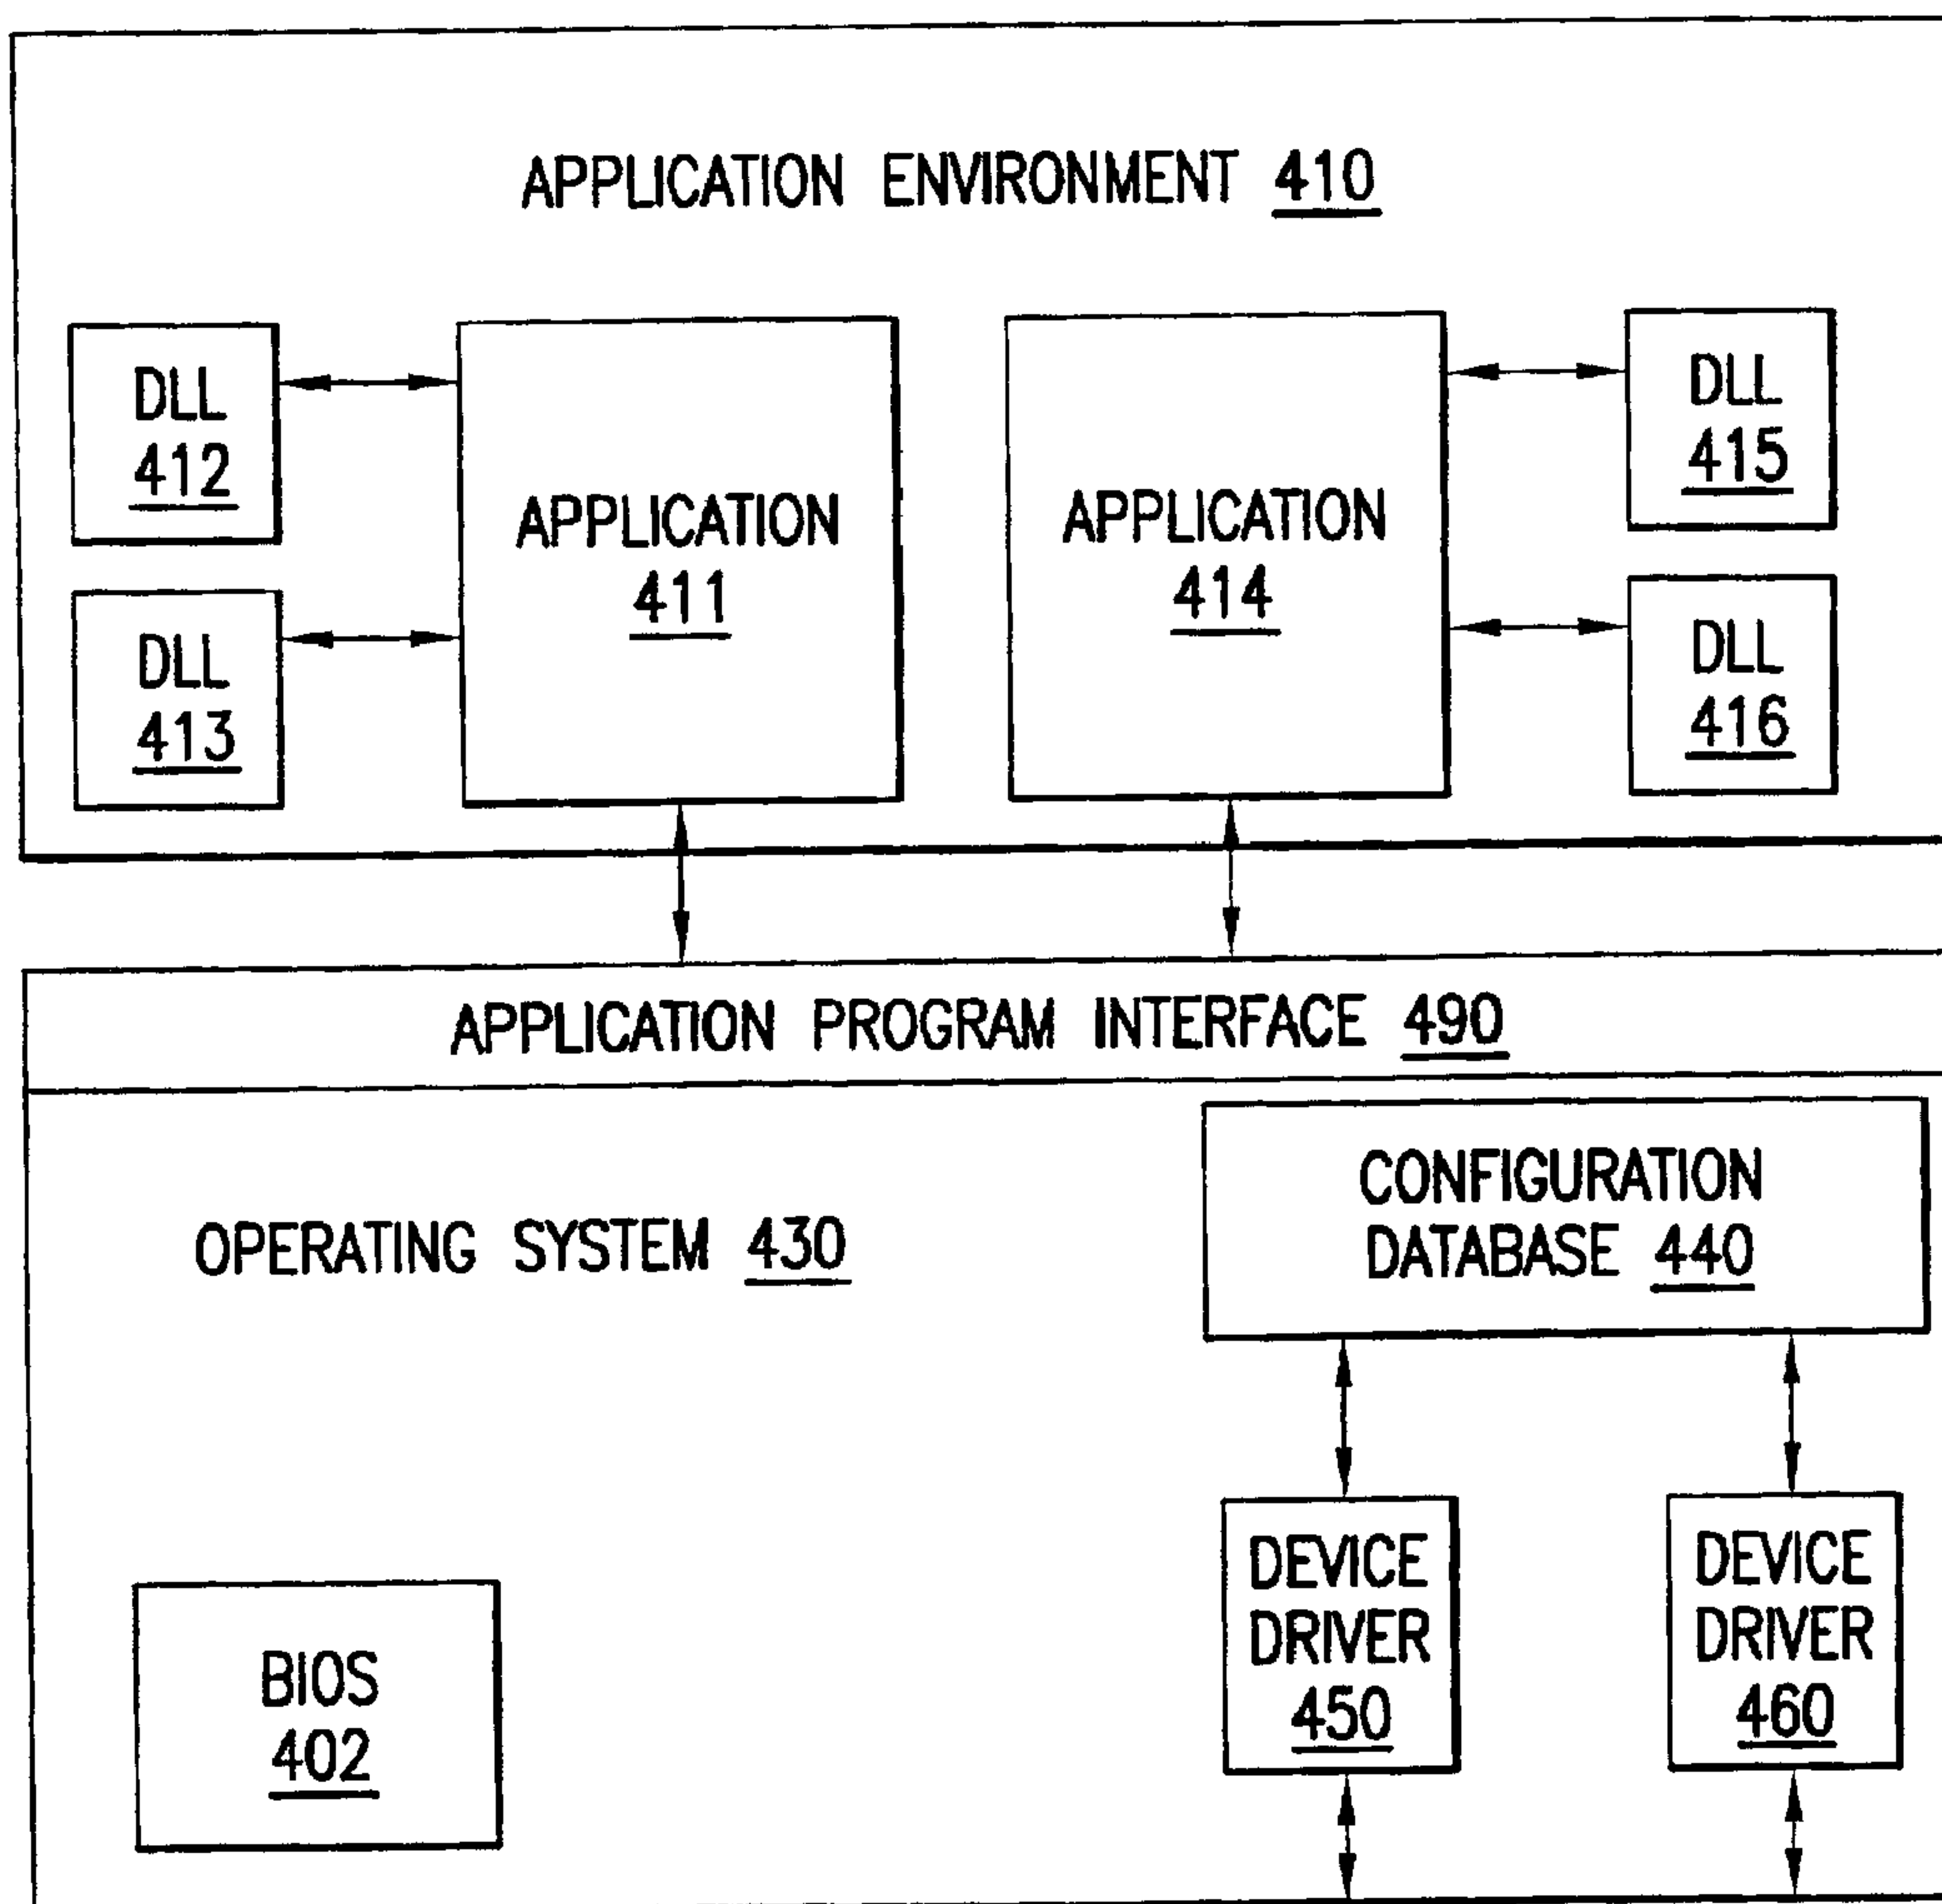 APPLICATION ENVIRONMENT 410
DLL
412
APPLICATION
411
DLL
413
APPLICATION
414
DLL
415
DLL
416
APPLICATION PROGRAM INTERFACE 490
OPERATING SYSTEM 430
CONFIGURATION
DATABASE 440
BIOS
402
DEVICE
DRIVER
450
DEVICE
DRIVER
460